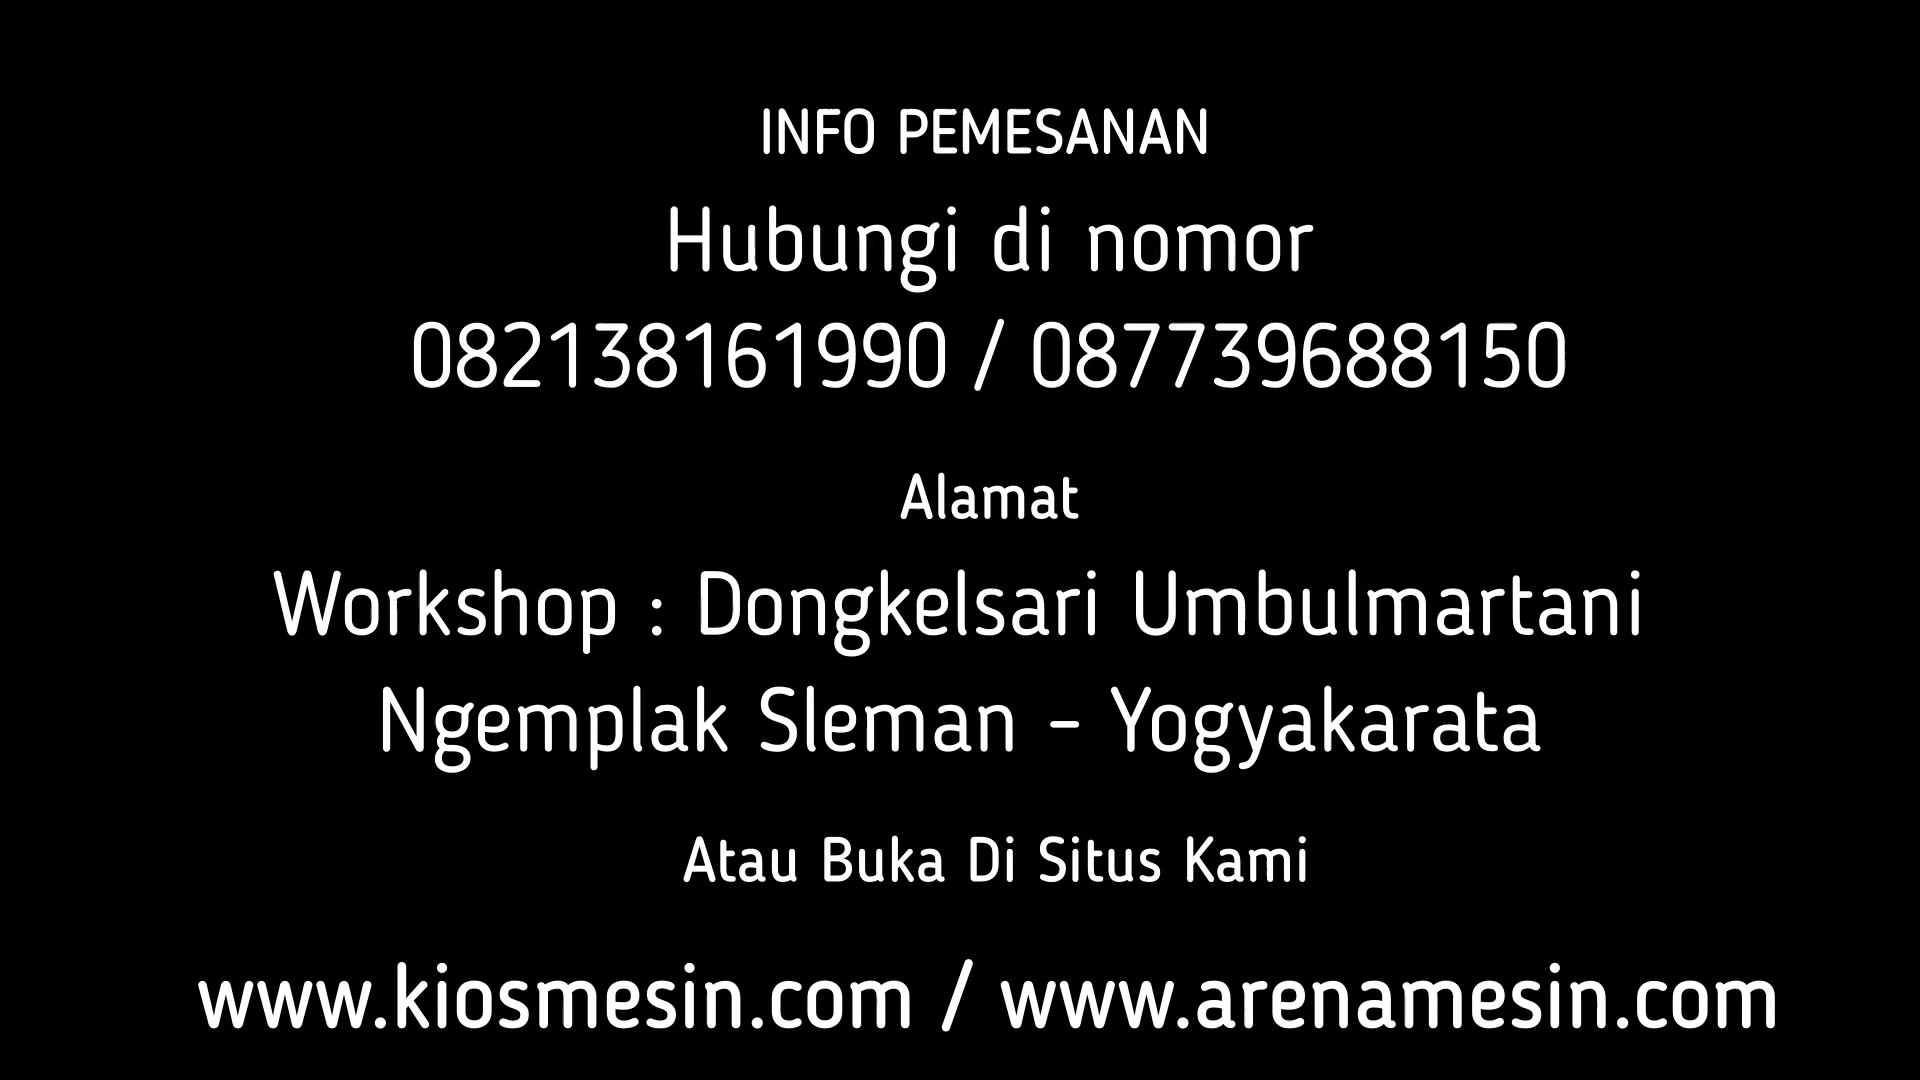 INFO PEMESANAN
Hubungi di nomor
082138161990 / 087739688150
Alamat
Workshop : Dongkelsari Umbulmartani
Ngemplak Sleman - Yogyakarata
Atau Buka Di Situs Kami
www.kiosmesin.com / www.arenamesin.com